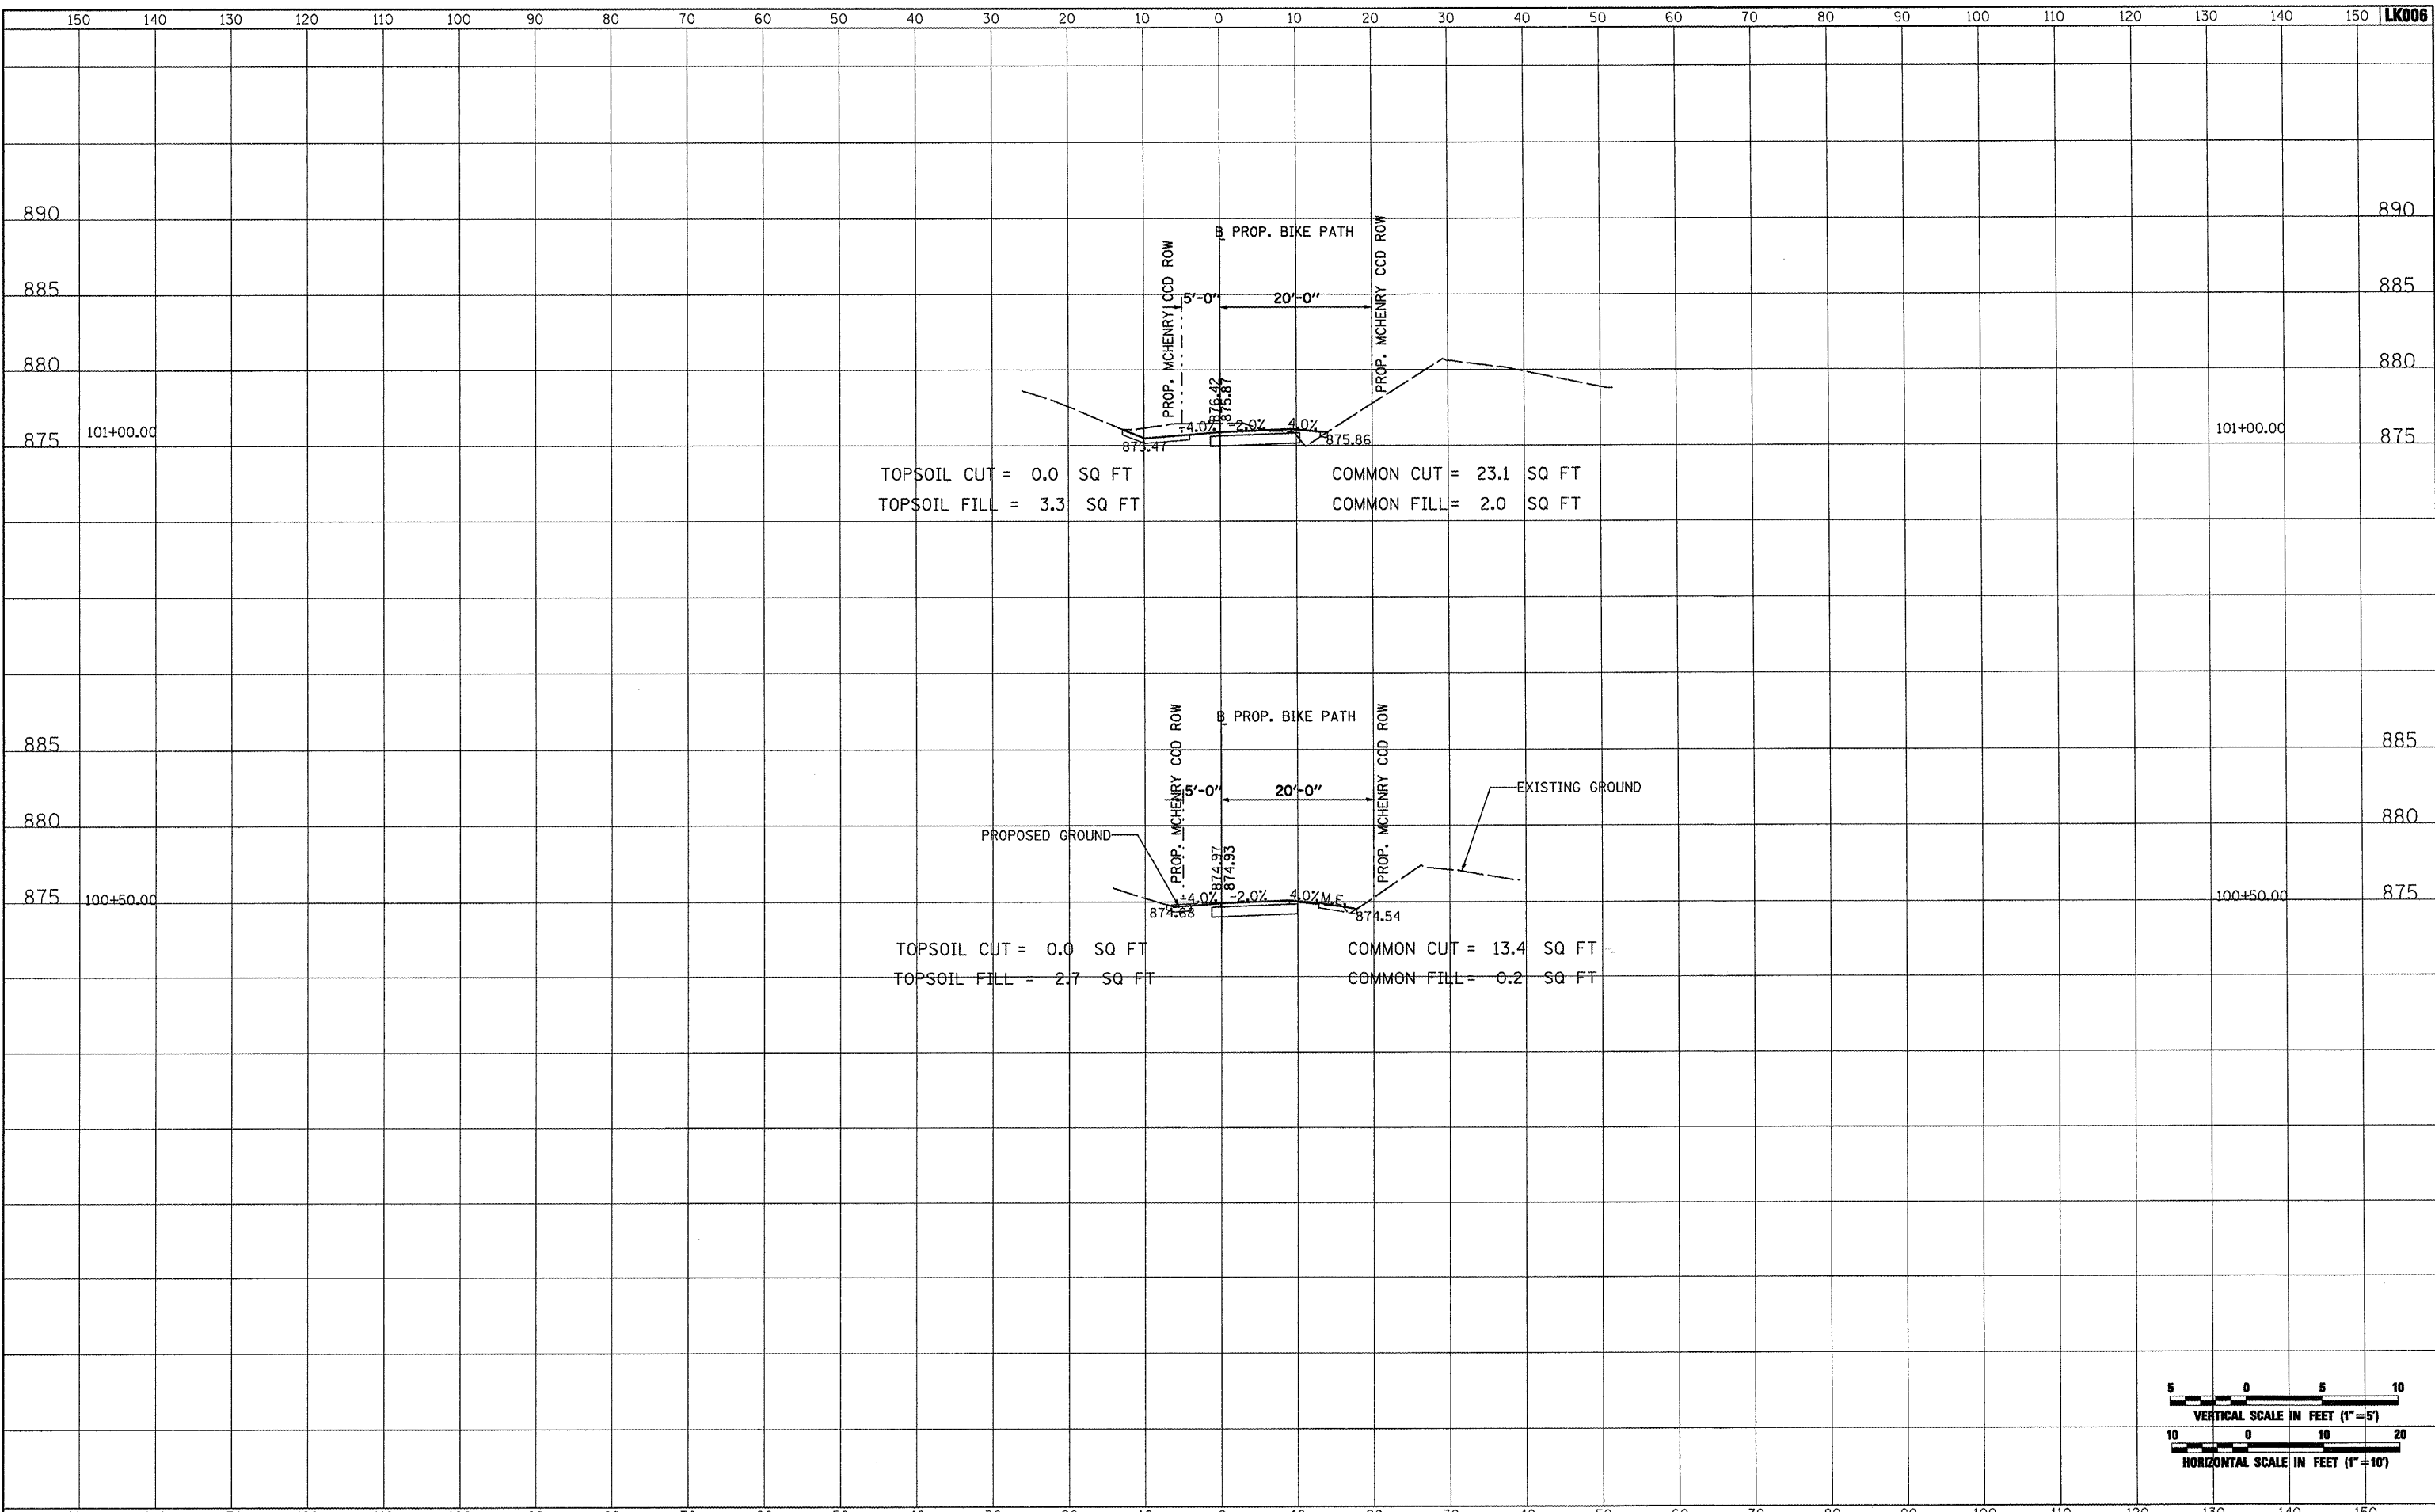 150 140 130 120 110 100 90 80 70 60 50 40 30 20 10 0 10 20 30 40 50 60 70 80 90 100 110 120 130 140 150 LK006
890 890
B PROP. BIKE PATH
PROP. MCHENRY CCD ROW
PROP. MCHENRY CCD ROW
885 5'-0" 20'-0" 885
880 880
876.42
875.87
-4.0% -2.0% 4.0%
875 101+00.00 101+00.00 875
875.47 875.86
TOPSOIL CUT = 0.0 SQ FT COMMON CUT = 23.1 SQ FT
TOPSOIL FILL = 3.3 SQ FT COMMON FILL= 2.0 SQ FT
B PROP. BIKE PATH
PROP. MCHENRY CCD ROW
PROP. MCHENRY CCD ROW
885 885
5'-0" 20'-0" EXISTING GROUND
880 880
PROPOSED GROUND
874.97
874.93
-4.0% -2.0% 4.0% M.E.
875 100+50.00 100+50.00 875
874.68 874.54
TOPSOIL CUT = 0.0 SQ FT COMMON CUT = 13.4 SQ FT
TOPSOIL FILL = 2.7 SQ FT COMMON FILL= 0.2 SQ FT
5 0 5 10
VERTICAL SCALE IN FEET (1"=5')
10 0 10 20
HORIZONTAL SCALE IN FEET (1"=10')